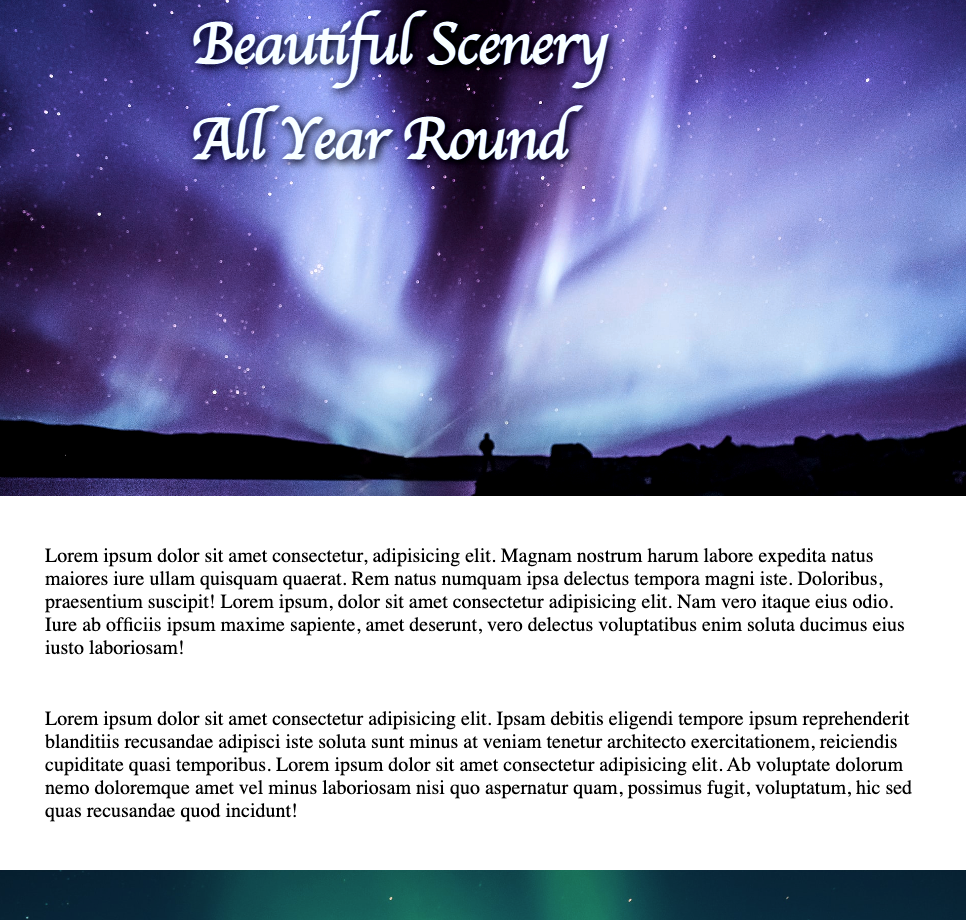 Beautiful Scenery
All Year Round
Lorem ipsum dolor sit amet consectetur, adipisicing elit. Magnam nostrum harum labore expedita natus
maiores iure ullam quisquam quaerat. Rem natus numquam ipsa delectus tempora magni iste. Doloribus,
praesentium suscipit! Lorem ipsum, dolor sit amet consectetur adipisicing elit. Nam vero itaque eius odio.
Iure ab officiis ipsum maxime sapiente, amet deserunt, vero delectus voluptatibus enim soluta ducimus eius
iusto laboriosam!
Lorem ipsum dolor sit amet consectetur adipisicing elit. Ipsam debitis eligendi tempore ipsum reprehenderit
blanditiis recusandae adipisci iste soluta sunt minus at veniam tenetur architecto exercitationem, reiciendis
cupiditate quasi temporibus. Lorem ipsum dolor sit amet consectetur adipisicing elit. Ab voluptate dolorum
nemo doloremque amet vel minus laboriosam nisi quo aspernatur quam, possimus fugit, voluptatum, hic sed
quas recusandae quod incidunt!